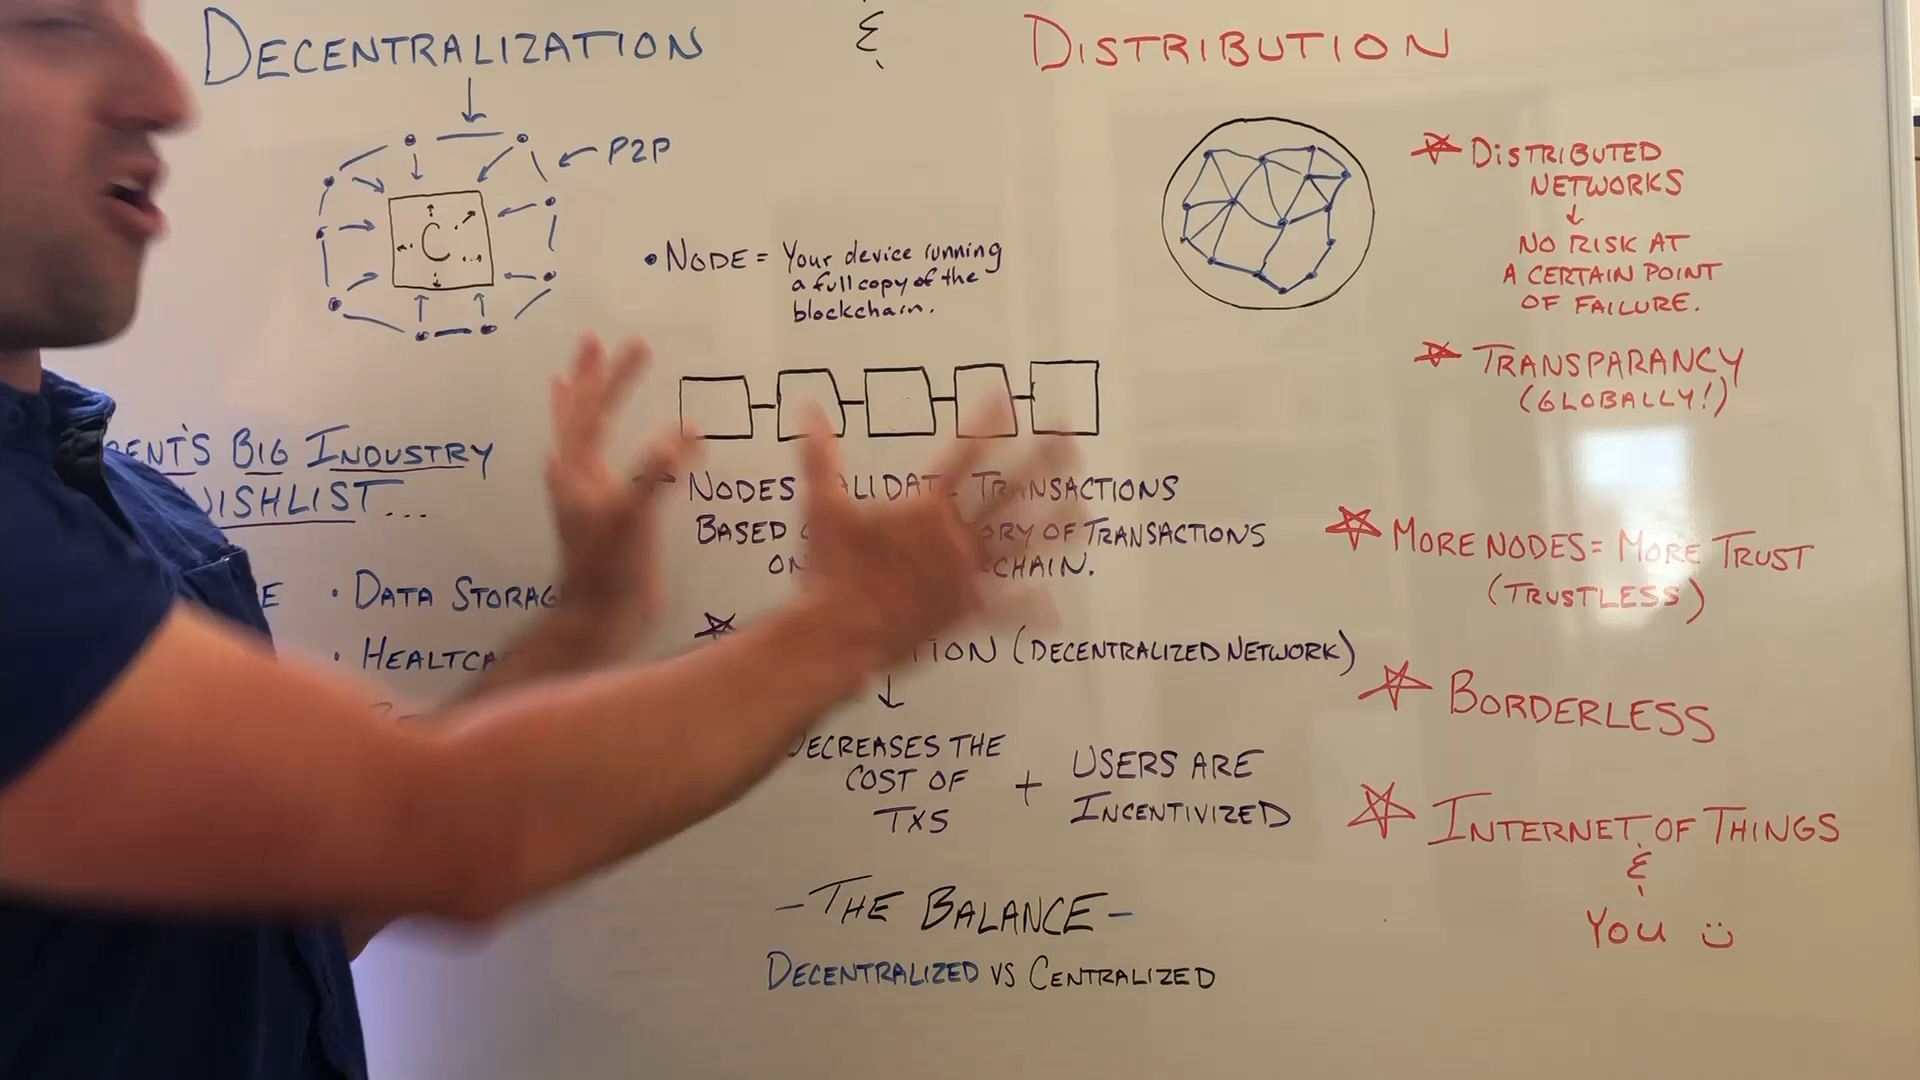 DECENTRALIZATION
&
DISTRIBUTION
P2P
C
• NODE = Your device running
a full copy of the
blockchain.
DISTRIBUTED
NETWORKS
NO RISK AT
A CERTAIN POINT
OF FAILURE.
TRANSPARANCY
(GLOBALLY!)
BIG INDUSTRY
WISHLIST...
• DATA
•
NODES TRANSACTIONS
BASED OF TRANSACTIONS
CHAIN.
(DECENTRALIZED NETWORK)
DECREASES THE
COST OF
TXS
+
USERS ARE
INCENTIVIZED
MORE NODES = MORE TRUST
(TRUSTLESS)
BORDERLESS
INTERNET OF THINGS
&
YOU
- THE BALANCE -
DECENTRALIZED VS CENTRALIZED